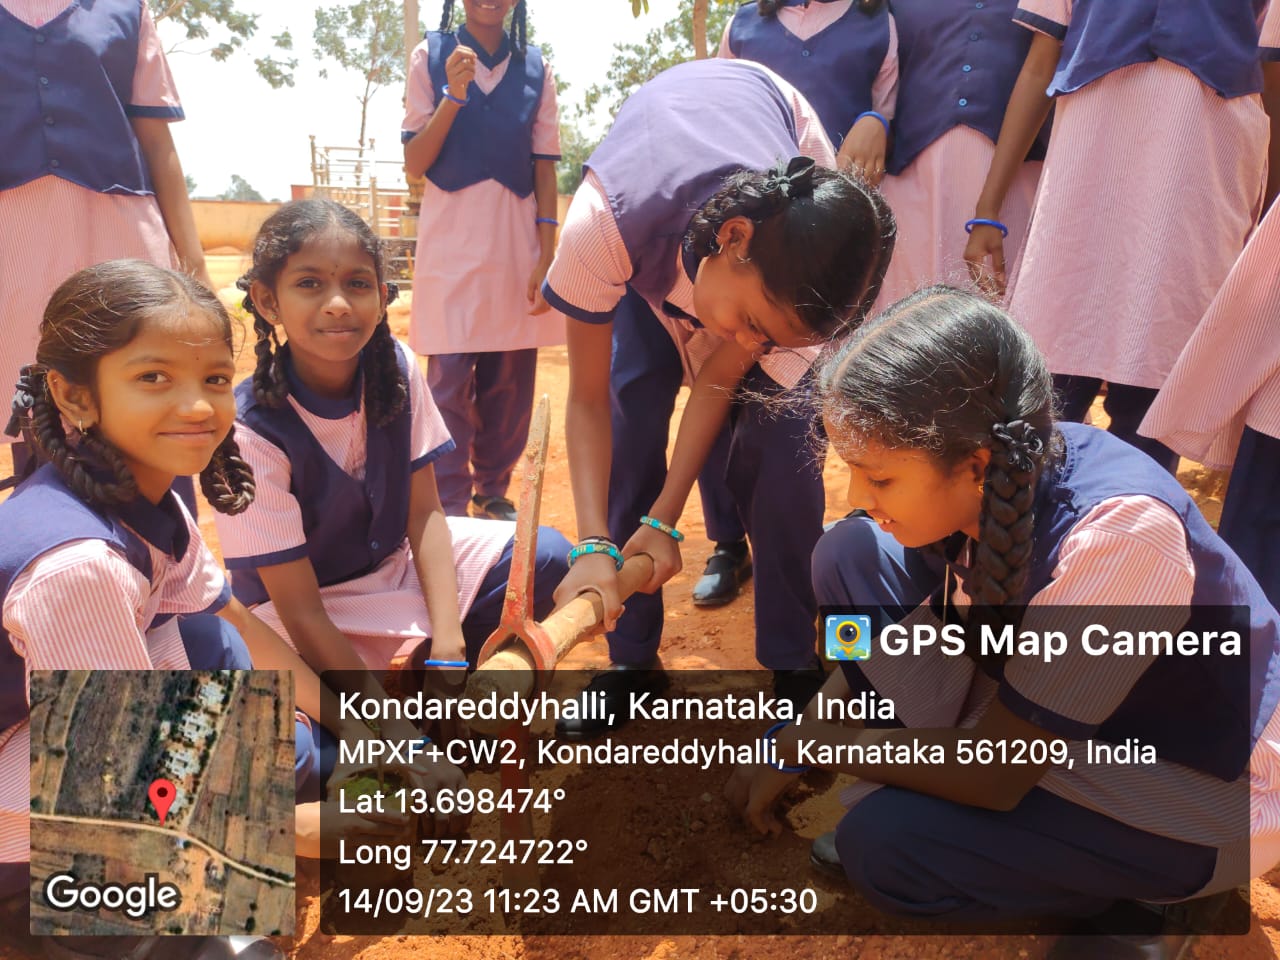 GPS Map Camera
Kondareddyhalli, Karnataka, India
MPXF+CW2, Kondareddyhalli, Karnataka 561209, India
Lat 13.698474°
Long 77.724722°
14/09/23 11:23 AM GMT +05:30
Google